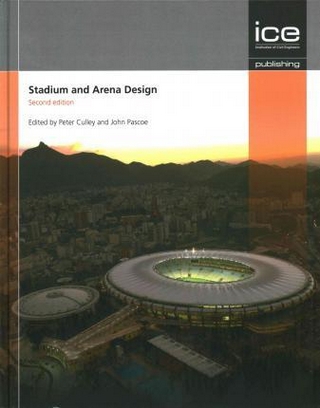 ice
Institution of Civil Engineers
publishing
Stadium and Arena Design
Second edition
Edited by Peter Culley and John Pascoe